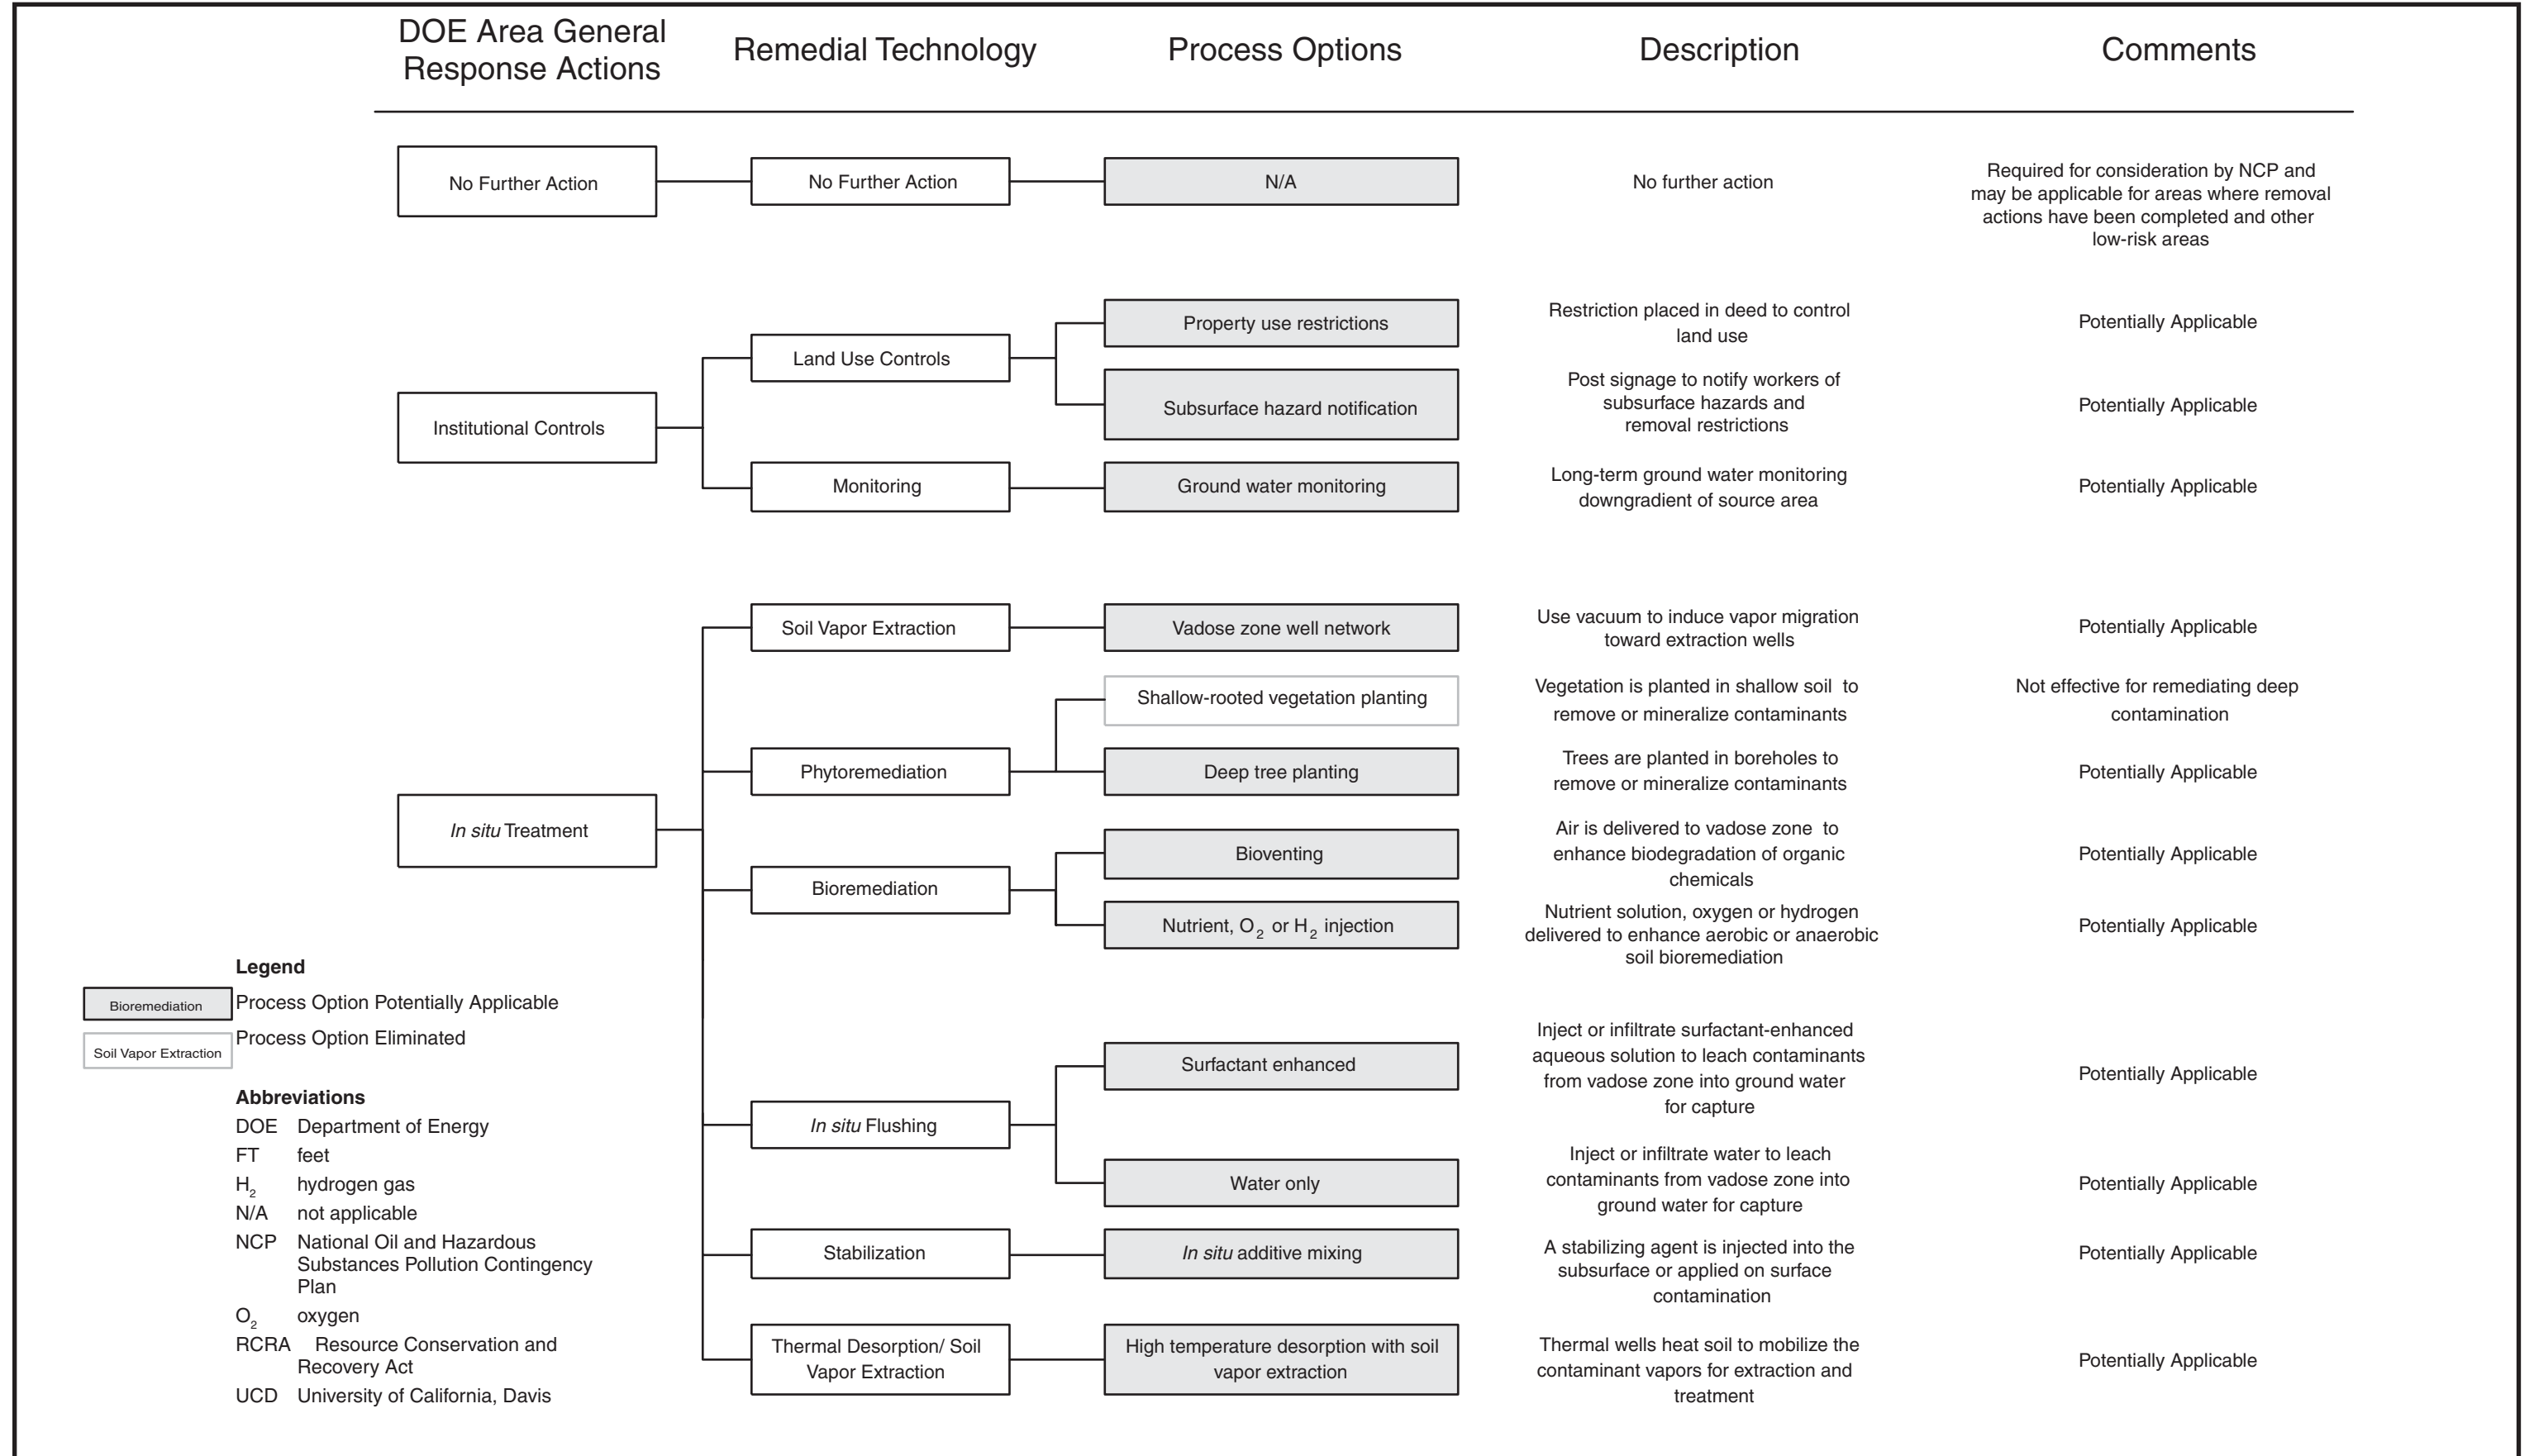 DOE Area General
Response Actions
Remedial Technology
Process Options
Description
Comments
No Further Action
No Further Action
N/A
No further action
Required for consideration by NCP and
may be applicable for areas where removal
actions have been completed and other
low-risk areas
Institutional Controls
Land Use Controls
Property use restrictions
Restriction placed in deed to control
land use
Potentially Applicable
Subsurface hazard notification
Post signage to notify workers of
subsurface hazards and
removal restrictions
Potentially Applicable
Monitoring
Ground water monitoring
Long-term ground water monitoring
downgradient of source area
Potentially Applicable
In situ Treatment
Soil Vapor Extraction
Vadose zone well network
Use vacuum to induce vapor migration
toward extraction wells
Potentially Applicable
Phytoremediation
Shallow-rooted vegetation planting
Vegetation is planted in shallow soil to
remove or mineralize contaminants
Not effective for remediating deep
contamination
Deep tree planting
Trees are planted in boreholes to
remove or mineralize contaminants
Potentially Applicable
Bioremediation
Bioventing
Air is delivered to vadose zone to
enhance biodegradation of organic
chemicals
Potentially Applicable
Nutrient, O2 or H2 injection
Nutrient solution, oxygen or hydrogen
delivered to enhance aerobic or anaerobic
soil bioremediation
Potentially Applicable
In situ Flushing
Surfactant enhanced
Inject or infiltrate surfactant-enhanced
aqueous solution to leach contaminants
from vadose zone into ground water
for capture
Potentially Applicable
Water only
Inject or infiltrate water to leach
contaminants from vadose zone into
ground water for capture
Potentially Applicable
Stabilization
In situ additive mixing
A stabilizing agent is injected into the
subsurface or applied on surface
contamination
Potentially Applicable
Thermal Desorption/ Soil
Vapor Extraction
High temperature desorption with soil
vapor extraction
Thermal wells heat soil to mobilize the
contaminant vapors for extraction and
treatment
Potentially Applicable
Legend
Bioremediation
Process Option Potentially Applicable
Soil Vapor Extraction
Process Option Eliminated
Abbreviations
DOE Department of Energy
FT feet
H2 hydrogen gas
N/A not applicable
NCP National Oil and Hazardous
Substances Pollution Contingency
Plan
O2 oxygen
RCRA Resource Conservation and
Recovery Act
UCD University of California, Davis